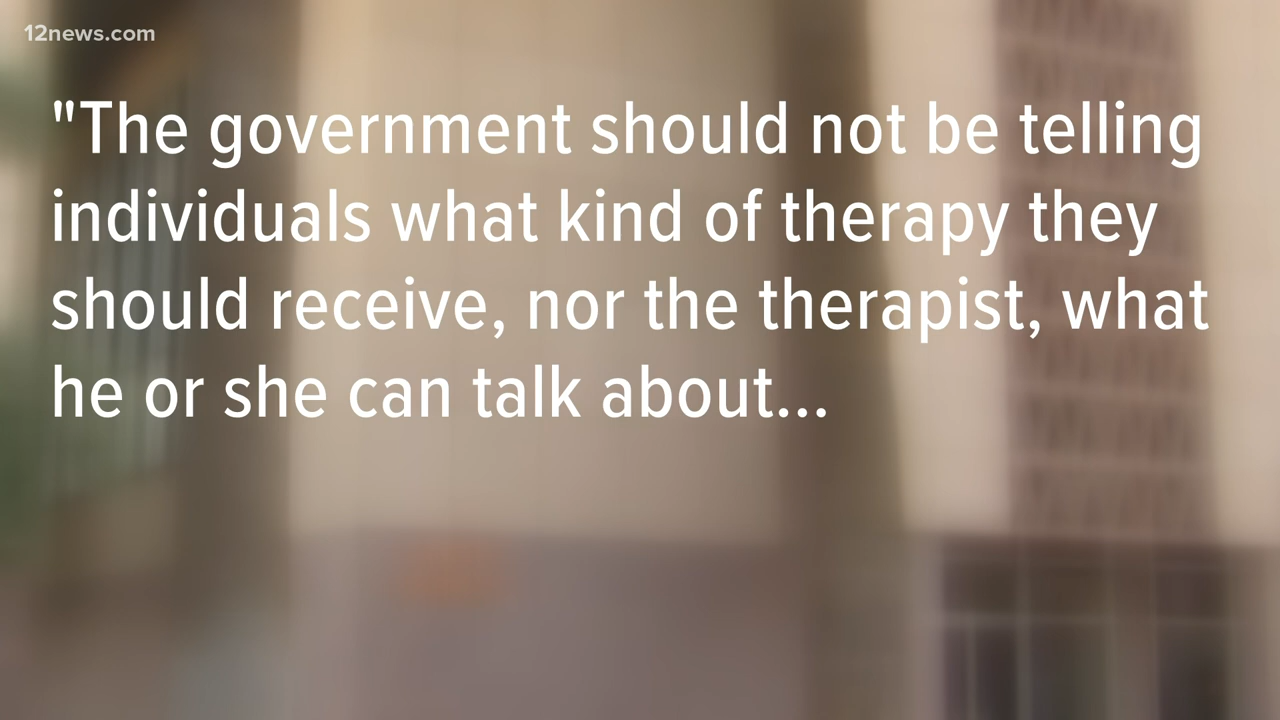 12news.com
"The government should not be telling
individuals what kind of therapy they
should receive, nor the therapist, what
he or she can talk about...